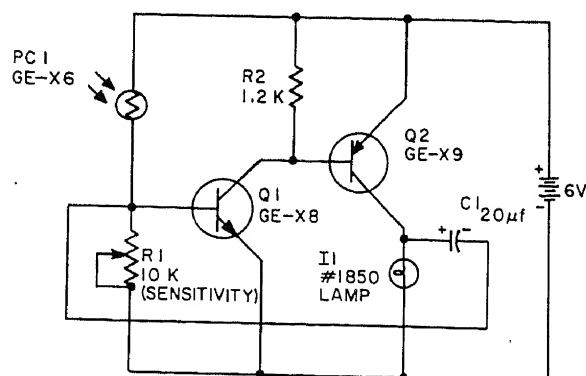 PC1
GE-X6
R2
1.2 K
Q2
GE-X9
Q1
GE-X8
+
6V
-
C1
20μf
+ -
R1
10 K
(SENSITIVITY)
I1
#1850
LAMP